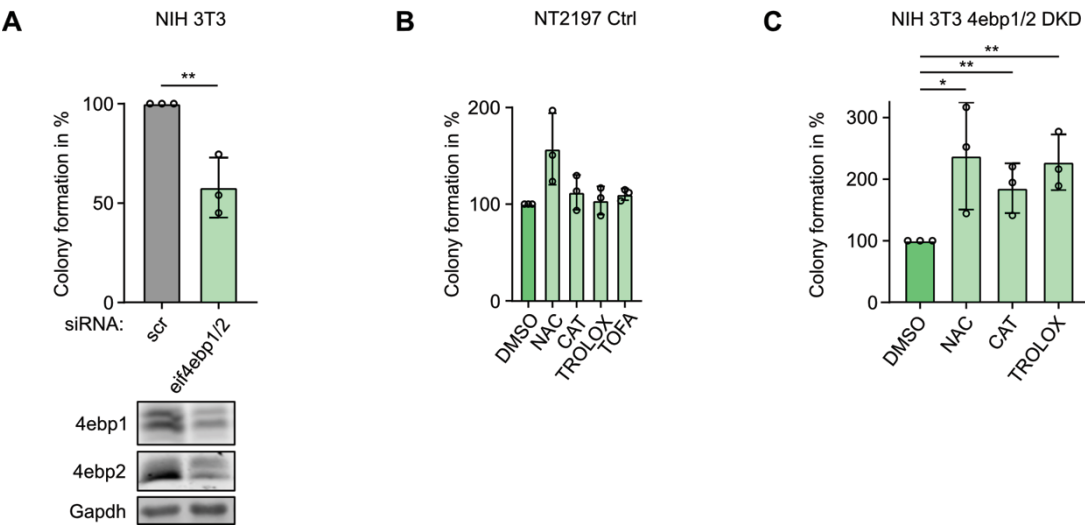 A
NIH 3T3
**
Colony formation in %
100
50
0
siRNA:
scr
eif4ebp1/2
4ebp1
4ebp2
Gapdh
B
NT2197 Ctrl
Colony formation in %
200
100
0
DMSO
NAC
CAT
TROLOX
TOFA
C
NIH 3T3 4ebp1/2 DKD
**
**
*
Colony formation in %
300
200
100
0
DMSO
NAC
CAT
TROLOX